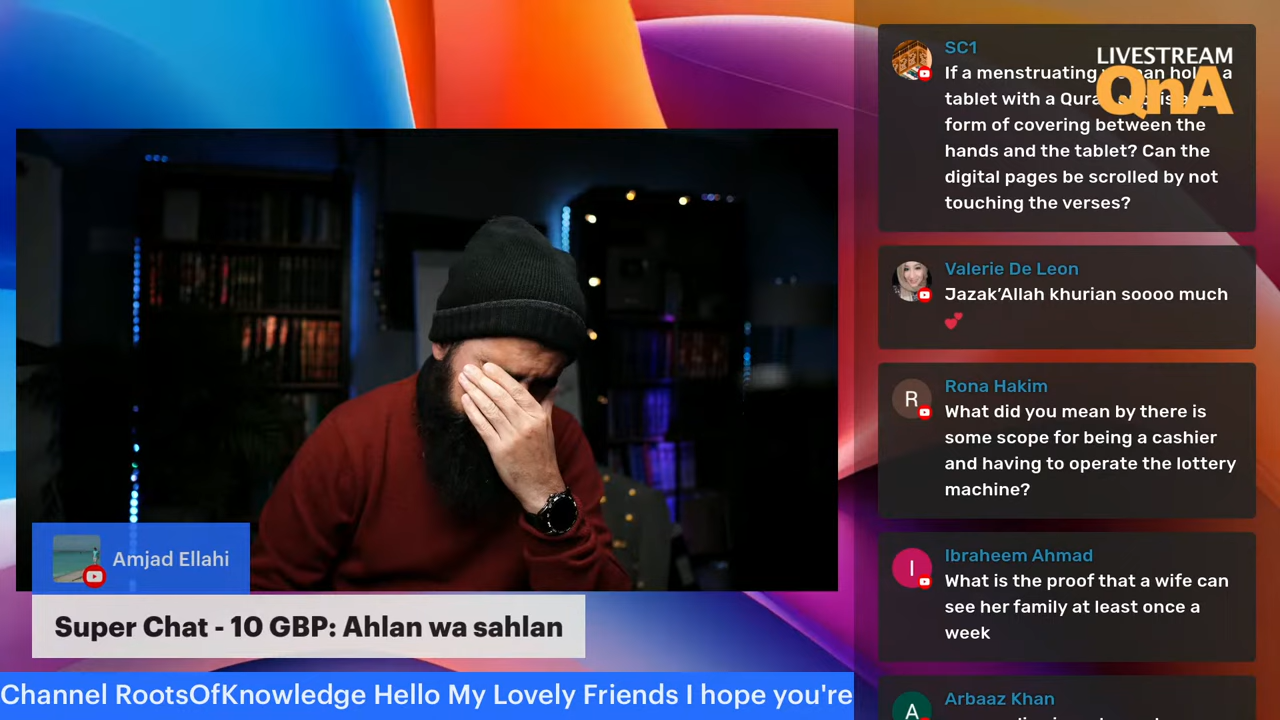 LIVESTREAM
QnA
SC1
If a menstruating
tablet with a
form of covering between the
hands and the tablet? Can the
digital pages be scrolled by not
touching the verses?
Valerie De Leon
Jazak’Allah khurian soooo much
💕
R
Rona Hakim
What did you mean by there is
some scope for being a cashier
and having to operate the lottery
machine?
I
Ibraheem Ahmad
What is the proof that a wife can
see her family at least once a
week
A
Arbaaz Khan
Amjad Ellahi
Super Chat - 10 GBP: Ahlan wa sahlan
Channel RootsOfKnowledge Hello My Lovely Friends I hope you're